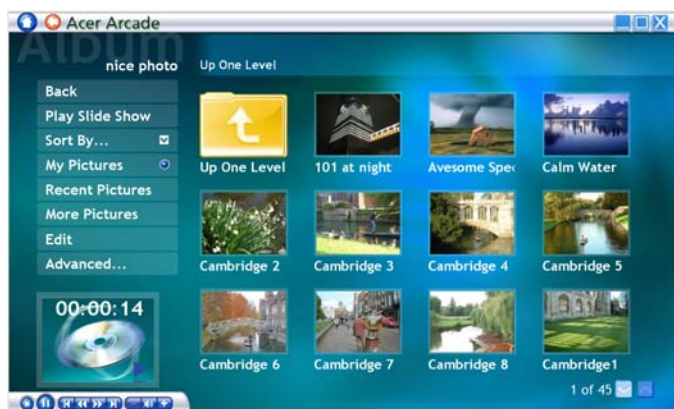 Acer Arcade
Album
nice photo
Up One Level
Back
Play Slide Show
Sort By...
My Pictures
Recent Pictures
More Pictures
Edit
Advanced...
00:00:14
Up One Level
101 at night
Avesome Spec
Calm Water
Cambridge 2
Cambridge 3
Cambridge 4
Cambridge 5
Cambridge 6
Cambridge 7
Cambridge 8
Cambridge1
1 of 45